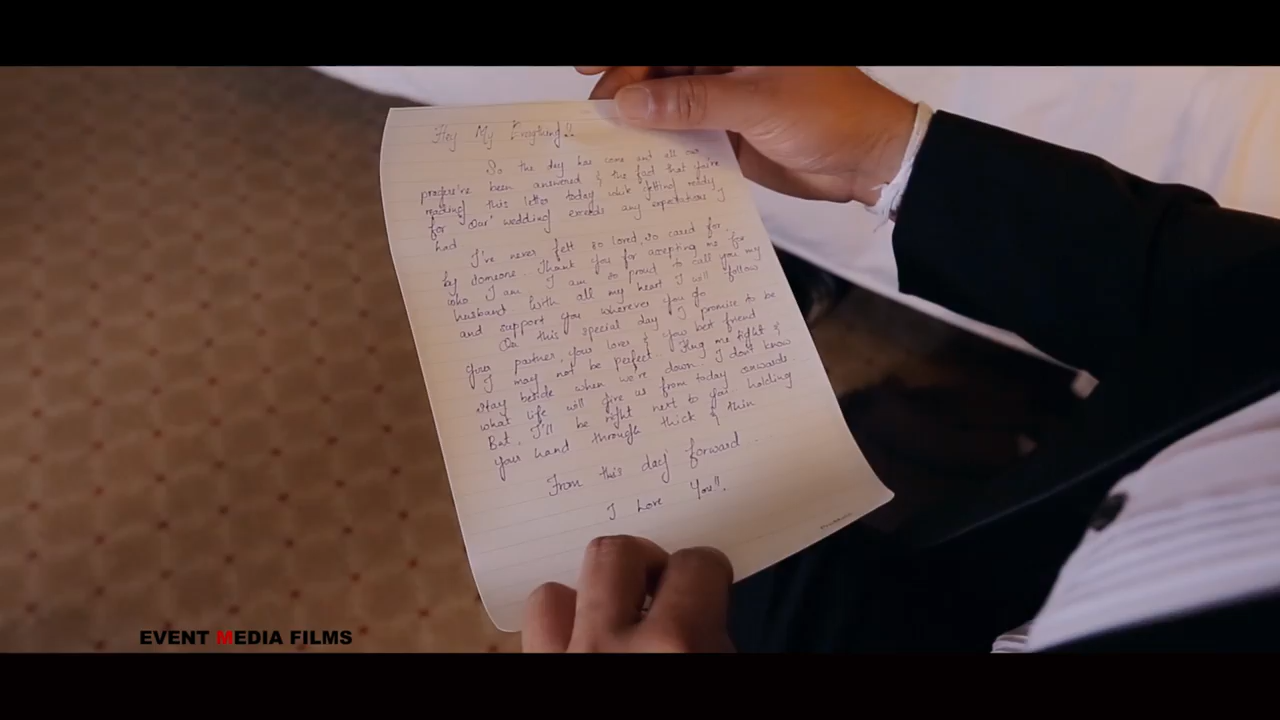 Hey My Everything!!
So the day has come and all our
prayers've been answered & the fact that you're
reading this letter today while getting ready
for 'Our' wedding exceeds any expectations I
had
I've never felt so loved, so cared for
by someone. Thank you for accepting me for
who I am. I am so proud to call you my
husband. With all my heart I will follow
and support you wherever you go
On this special day I promise to be
your partner, your lover & your best friend
I may not be perfect... Hug me tight &
stay beside when we're down. I don't know
what life will give us from today onwards...
But, I'll be right next to you holding
your hand through thick & thin
From this day forward...
I Love You!!.
EVENT MEDIA FILMS